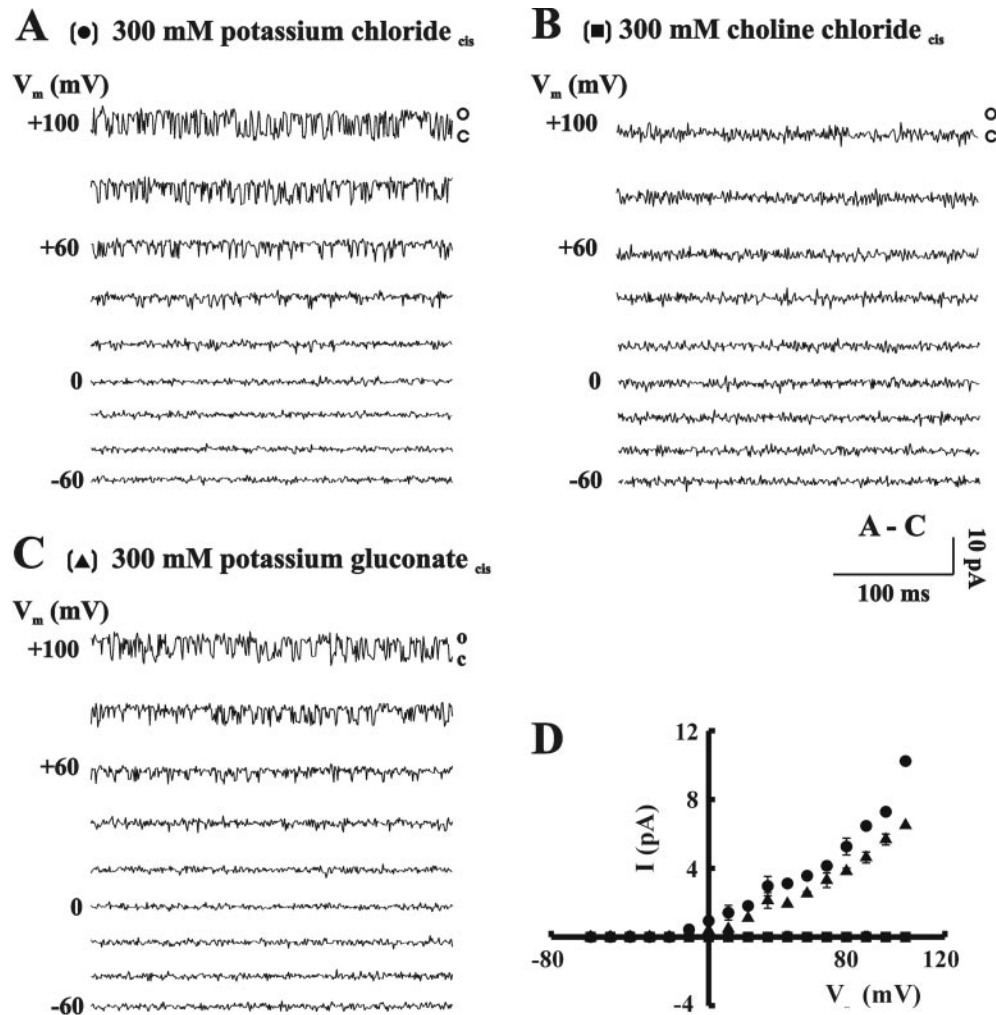 A (●) 300 mM potassium chloride cis
Vm (mV)
+100
O
C
+60
0
-60
B (■) 300 mM choline chloride cis
Vm (mV)
+100
O
C
+60
0
-60
A - C
10 pA
100 ms
C (▲) 300 mM potassium gluconate cis
Vm (mV)
+100
o
c
+60
0
-60
D
12
8
4
-4
I (pA)
-80
80
120
V_ (mV)